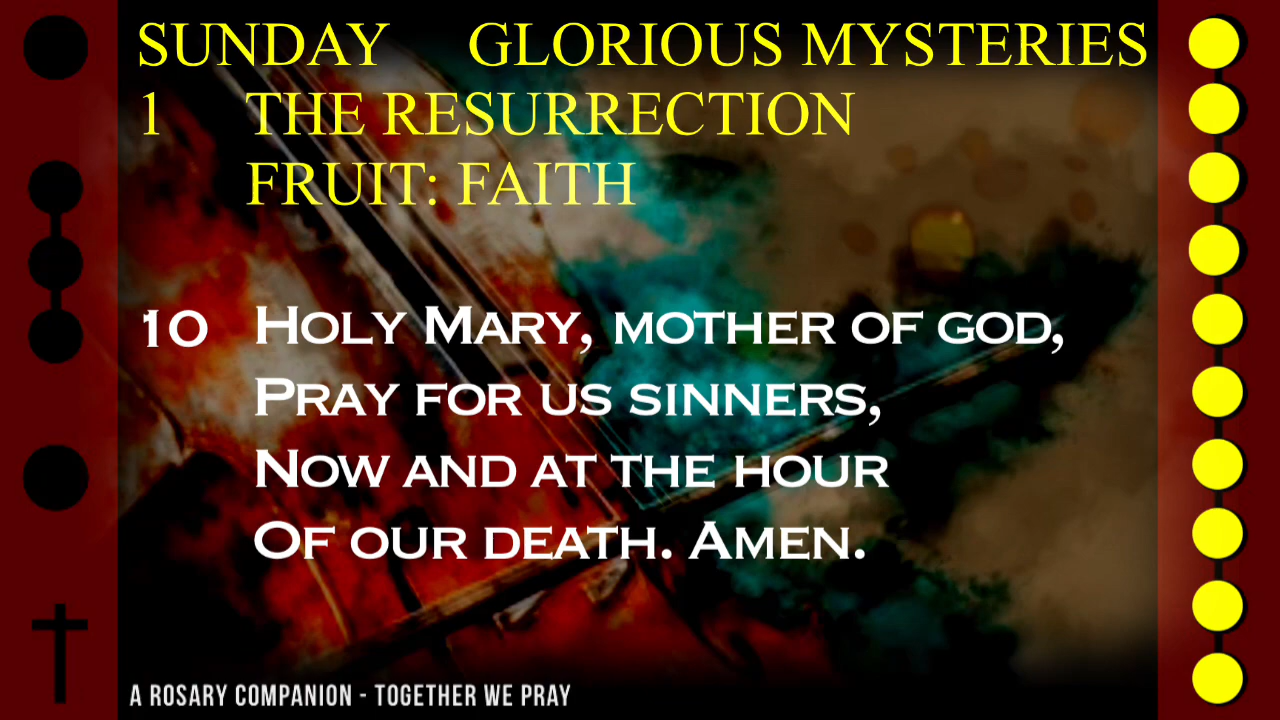 SUNDAY GLORIOUS MYSTERIES
1 THE RESURRECTION
FRUIT: FAITH
10 HOLY MARY, MOTHER OF GOD,
PRAY FOR US SINNERS,
NOW AND AT THE HOUR
OF OUR DEATH. AMEN.
A ROSARY COMPANION - TOGETHER WE PRAY